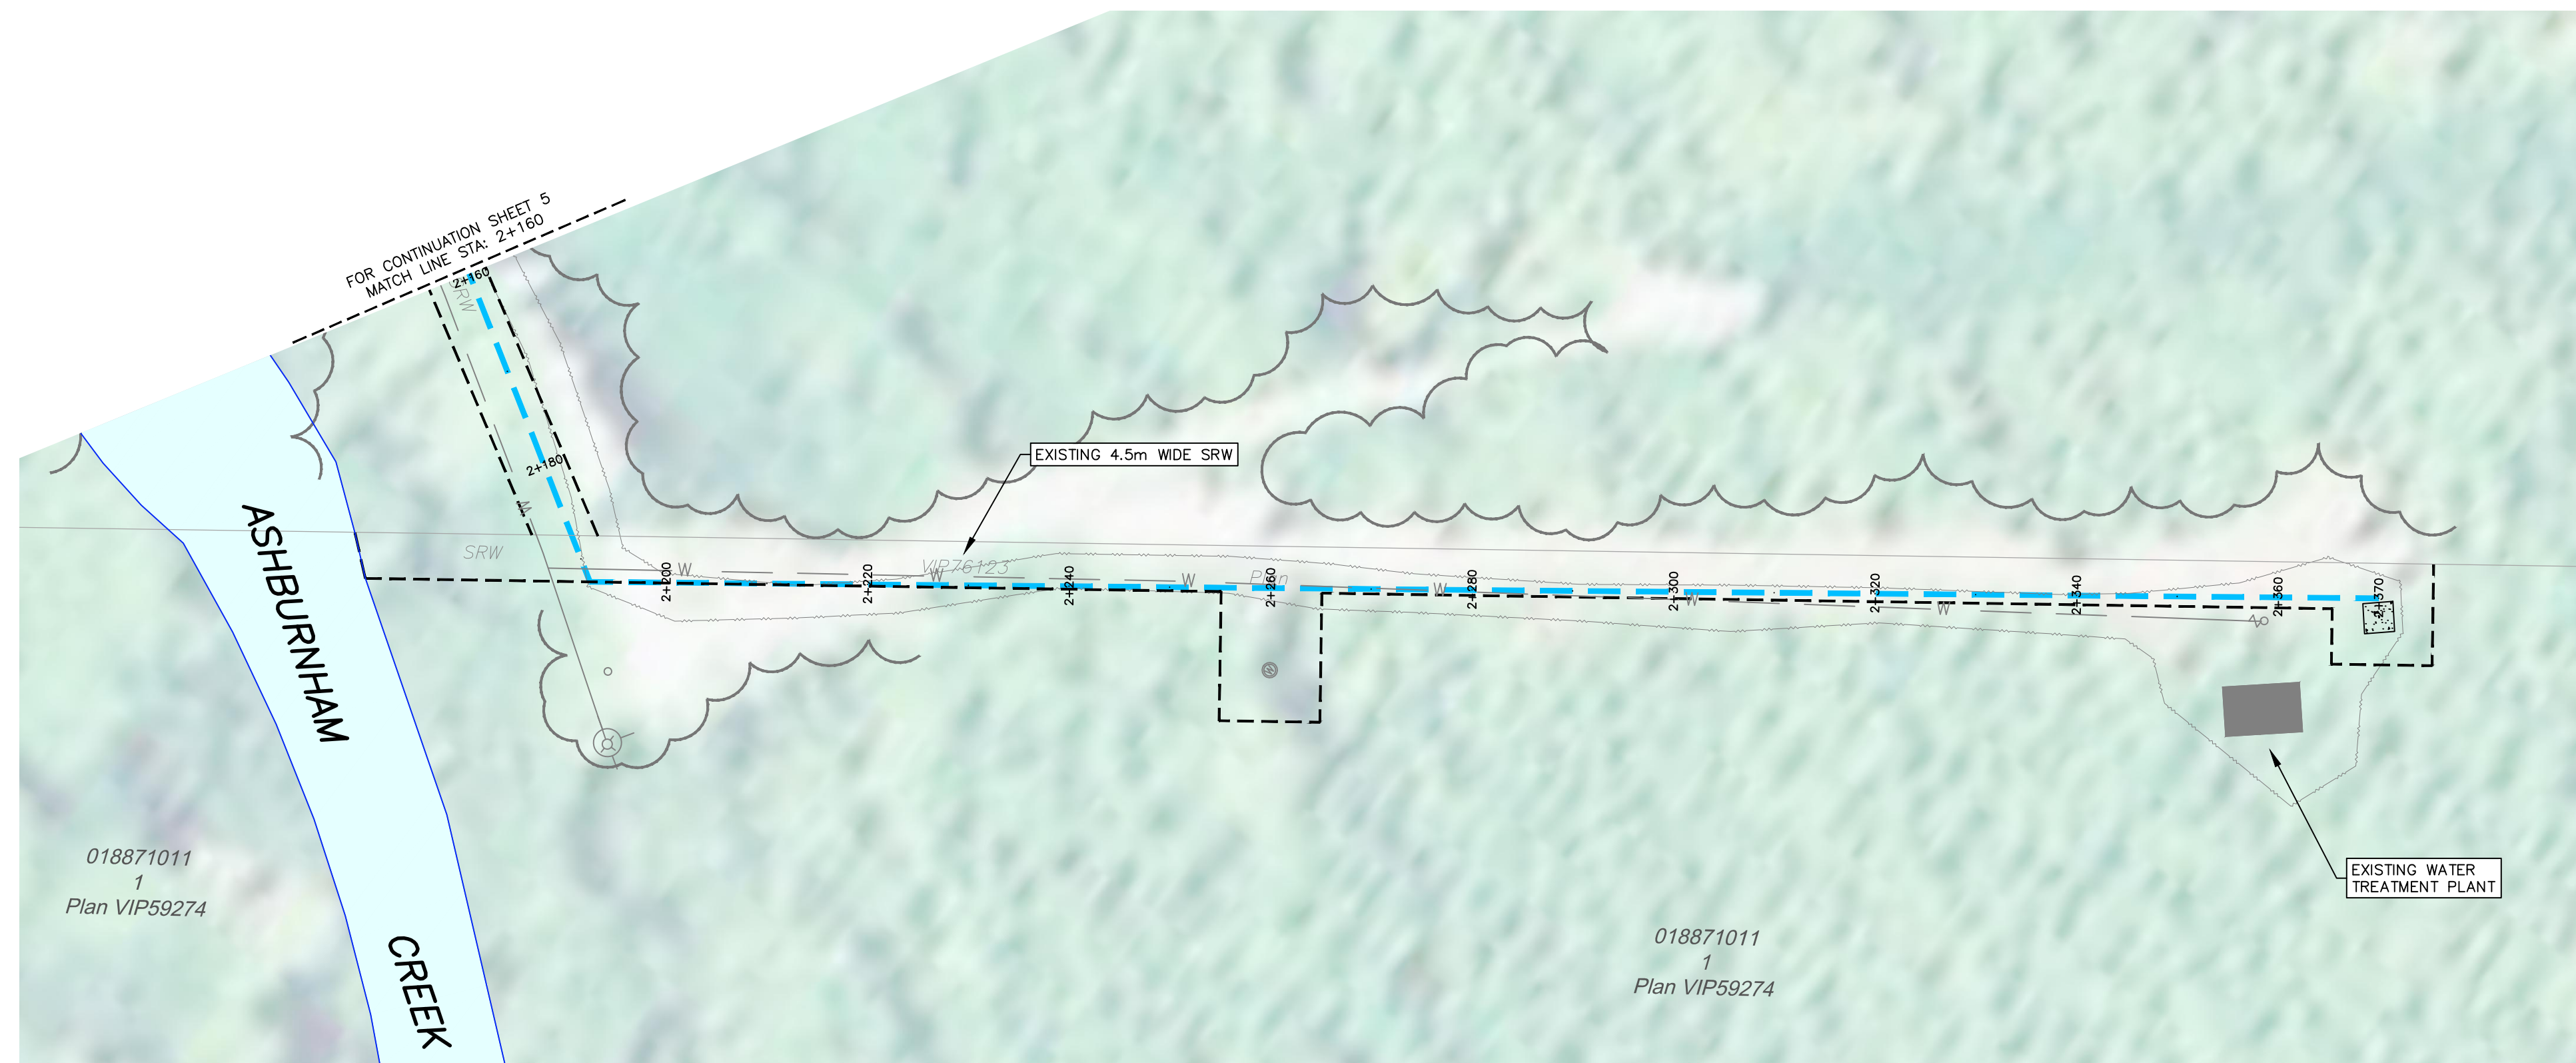 FOR CONTINUATION SHEET 5
MATCH LINE STA: 2+160
2+160
SRW
2+180
W
EXISTING 4.5m WIDE SRW
SRW
VIP76123
Plan
W
W
W
W
W
W
2+200
2+220
2+240
2+260
2+280
2+300
2+320
2+340
2+360
2+370
ASHBURNHAM
CREEK
018871011
1
Plan VIP59274
EXISTING WATER
TREATMENT PLANT
018871011
1
Plan VIP59274